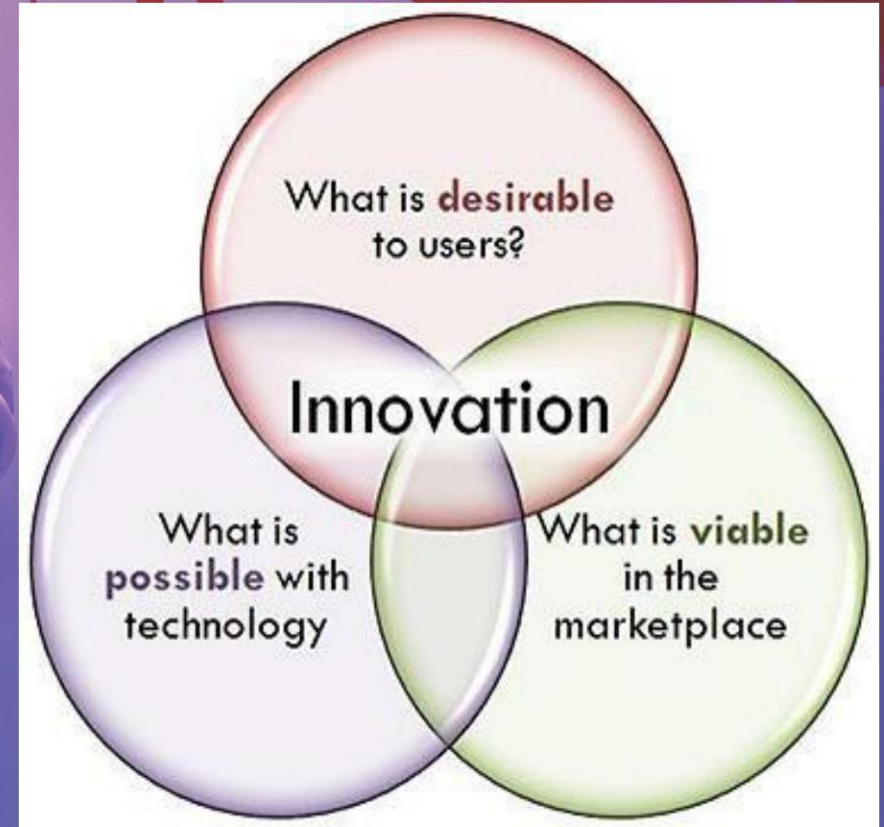 What is desirable
to users?
Innovation
What is
possible with
technology
What is viable
in the
marketplace